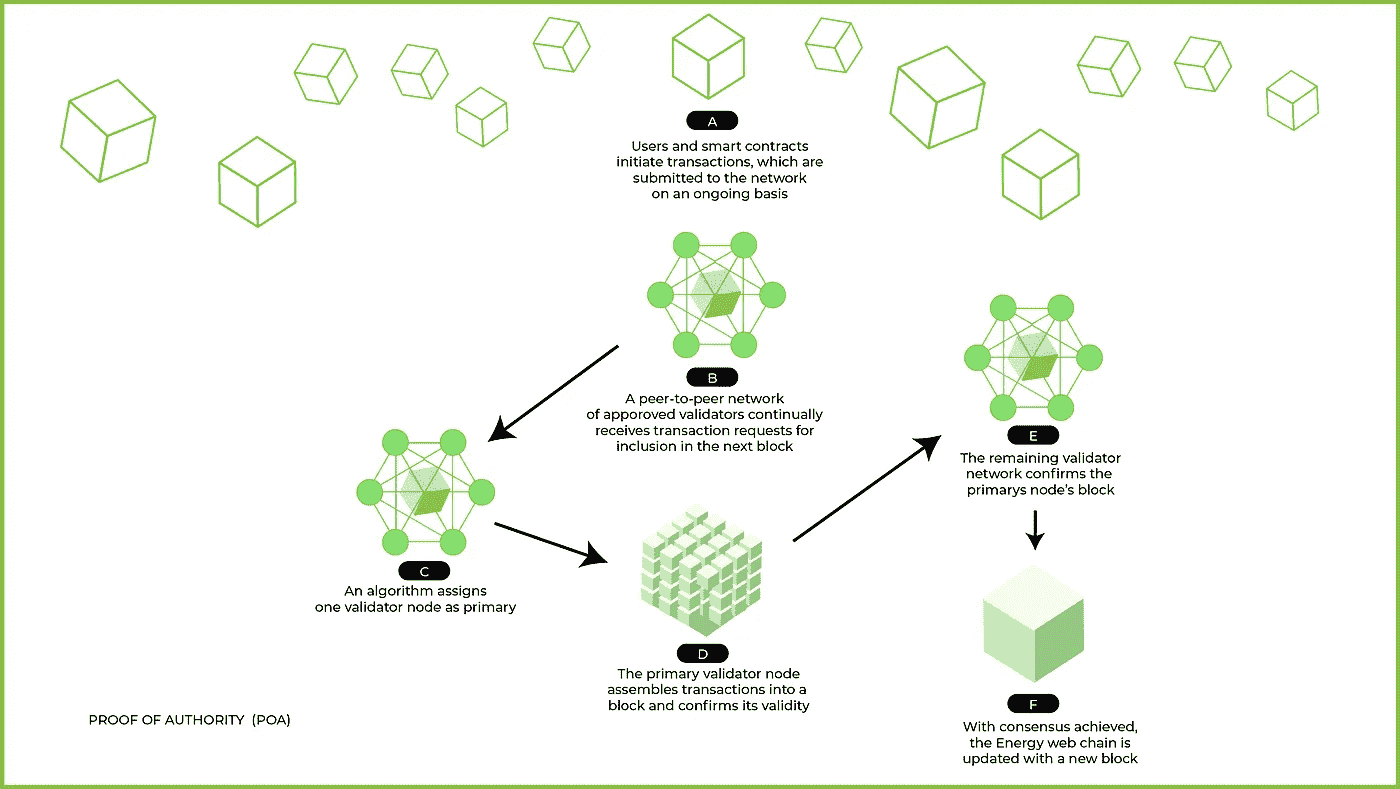 A
Users and smart contracts
initiate transactions, which are
submitted to the network
on an ongoing basis
B
A peer-to-peer network
of apporoved validators continually
receives transaction requests for
inclusion in the next block
C
An algorithm assigns
one validator node as primary
D
The primary validator node
assembles transactions into a
block and confirms its validity
E
The remaining validator
network confirms the
primarys node's block
F
With consensus achieved,
the Energy web chain is
updated with a new block
PROOF OF AUTHORITY (POA)